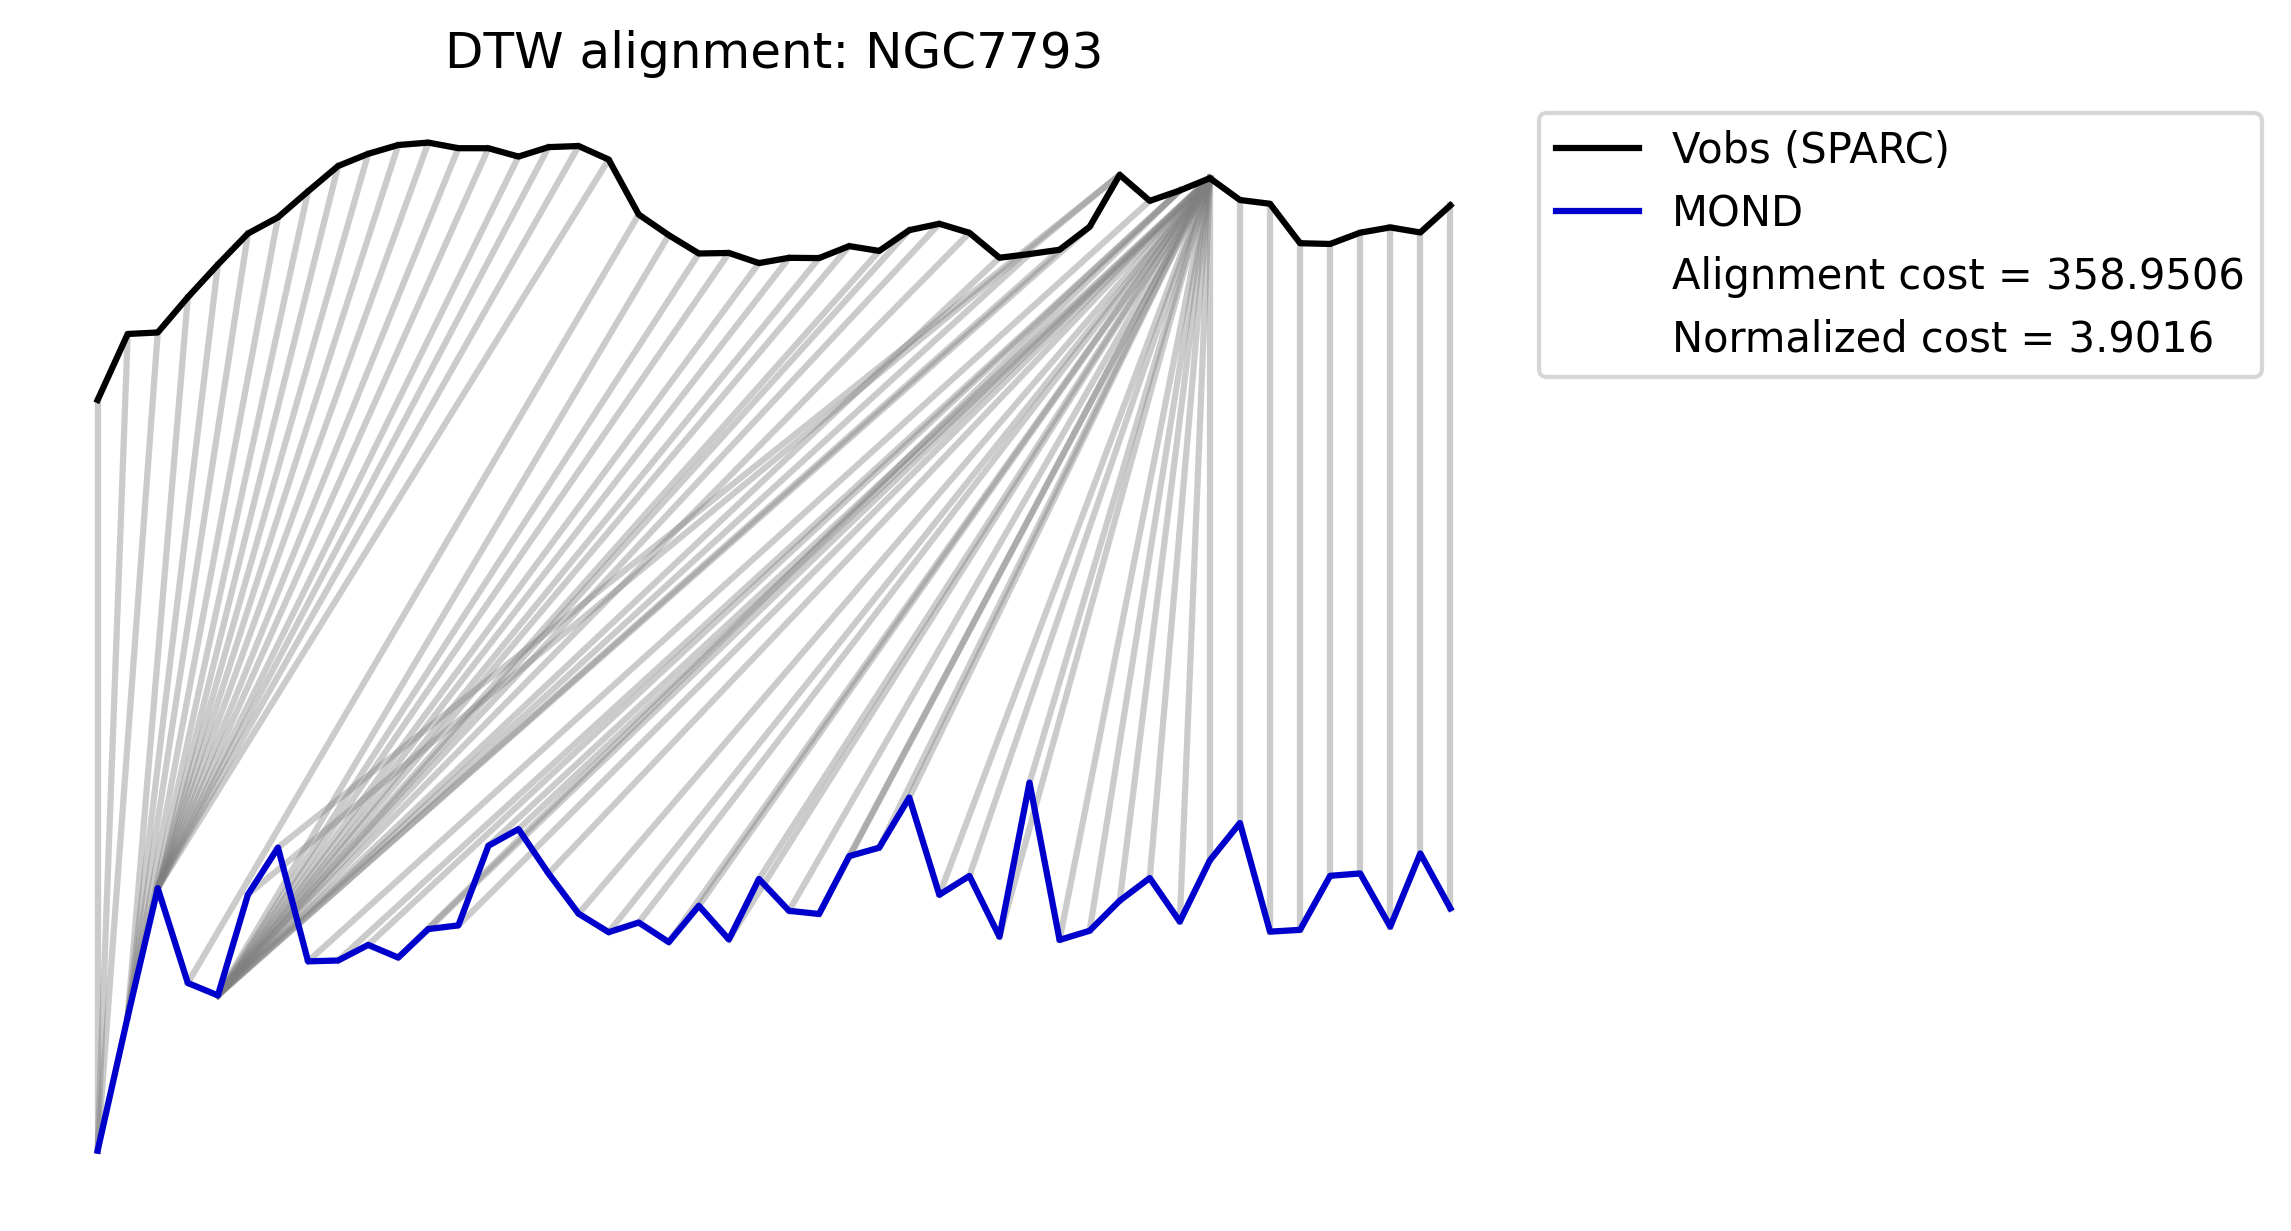 DTW alignment: NGC7793
Vobs (SPARC)
MOND
Alignment cost = 358.9506
Normalized cost = 3.9016